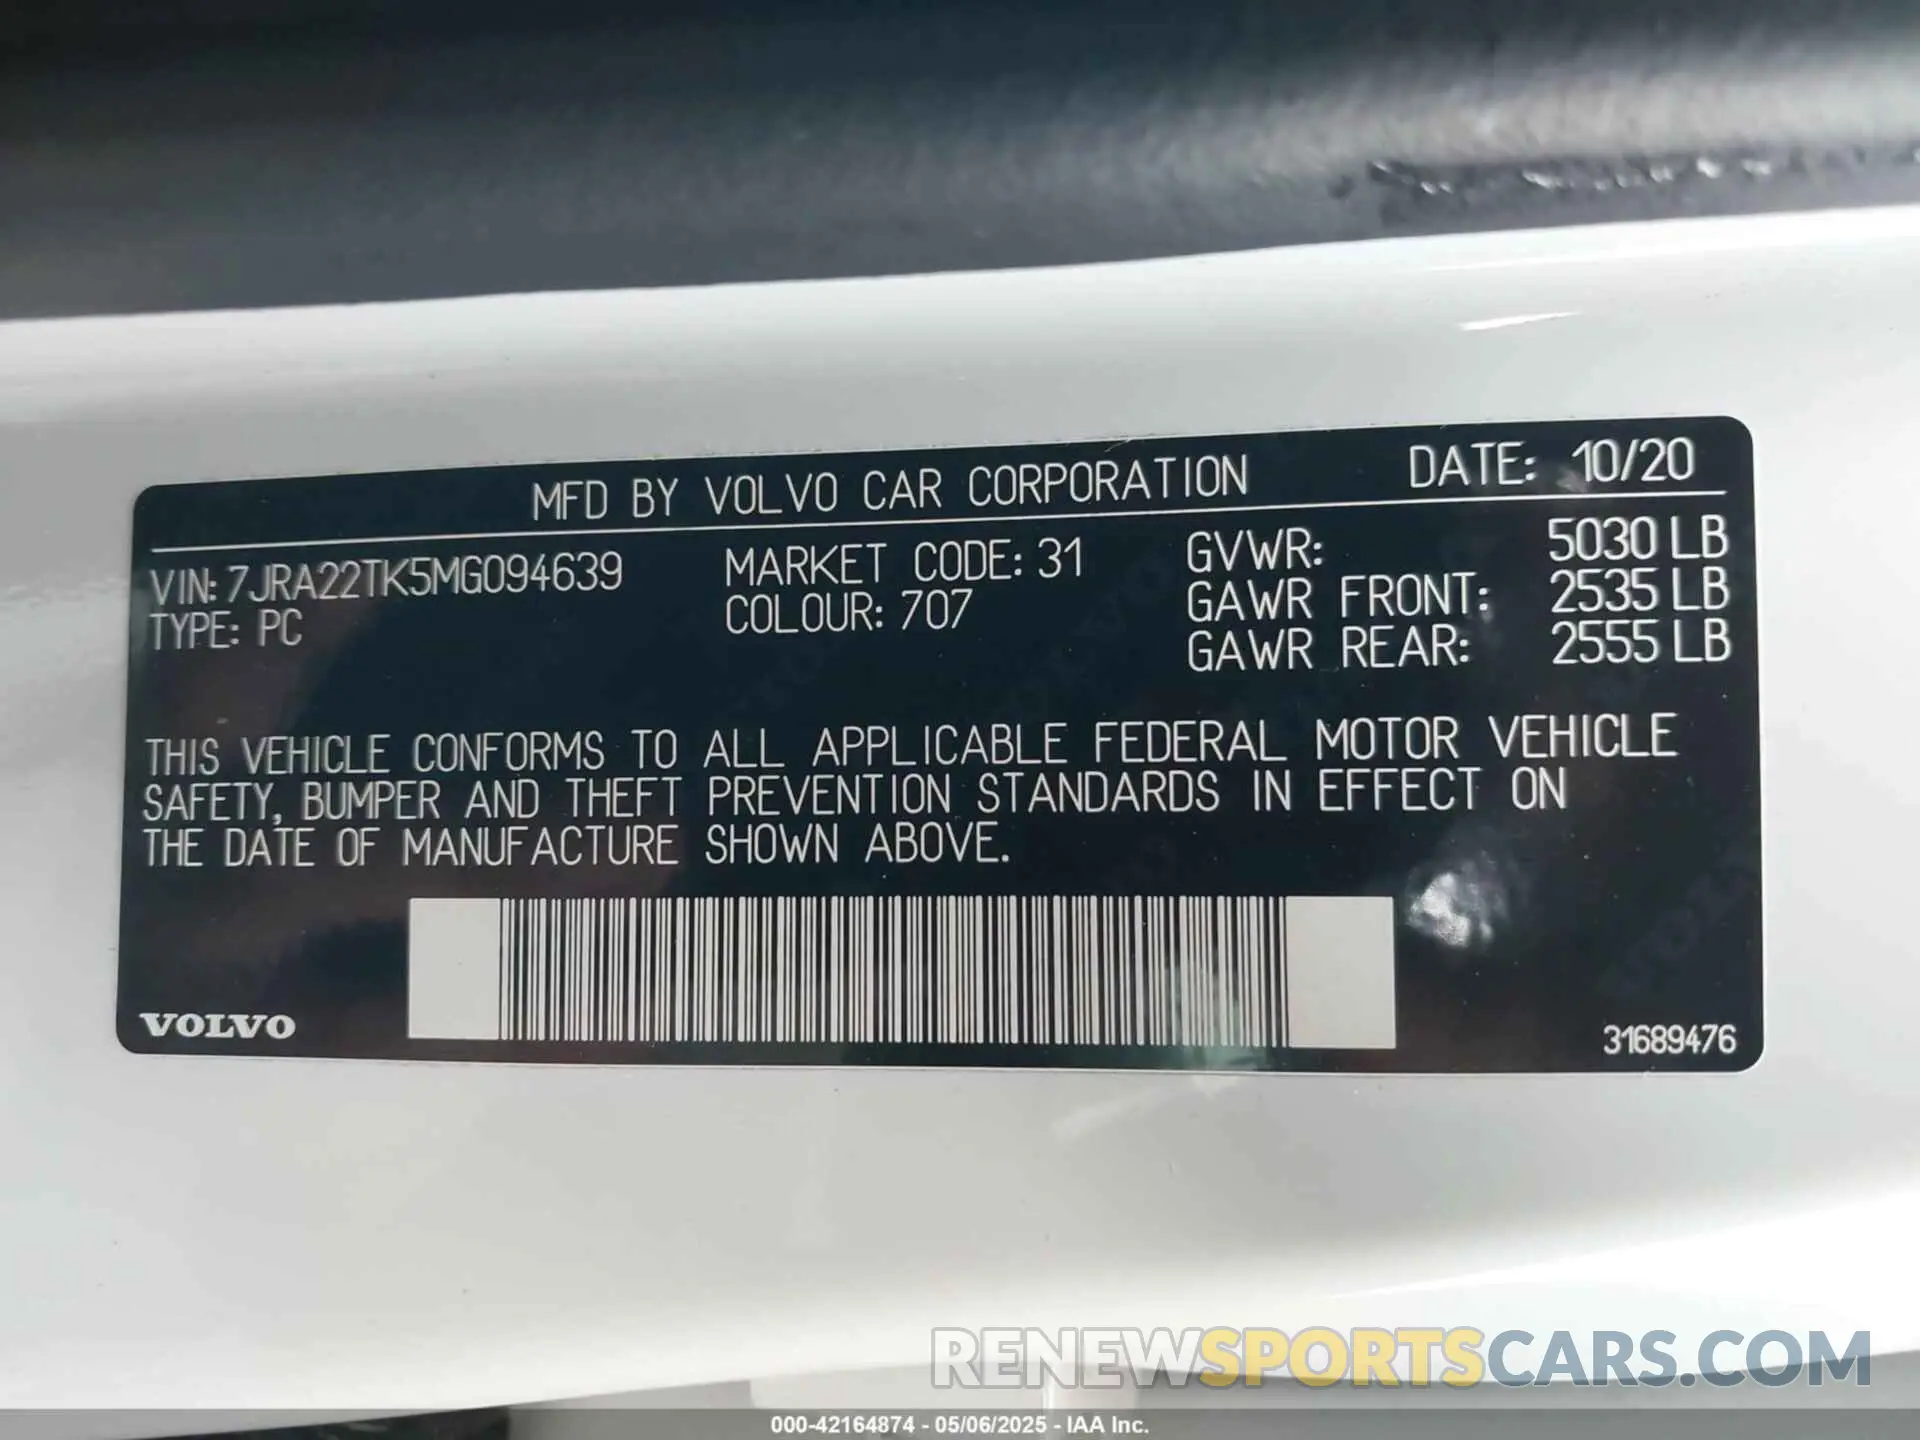 MFD BY VOLVO CAR CORPORATION DATE: 10/20
VIN: 7JRA22TK5MG094639 MARKET CODE: 31 GVWR: 5030 LB
TYPE: PC COLOUR: 707 GAWR FRONT: 2535 LB
GAWR REAR: 2555 LB
THIS VEHICLE CONFORMS TO ALL APPLICABLE FEDERAL MOTOR VEHICLE
SAFETY, BUMPER AND THEFT PREVENTION STANDARDS IN EFFECT ON
THE DATE OF MANUFACTURE SHOWN ABOVE.
VOLVO 31689476
RENEWSPORTSCARS.COM
000-42164874 - 05/06/2025 - IAA Inc.